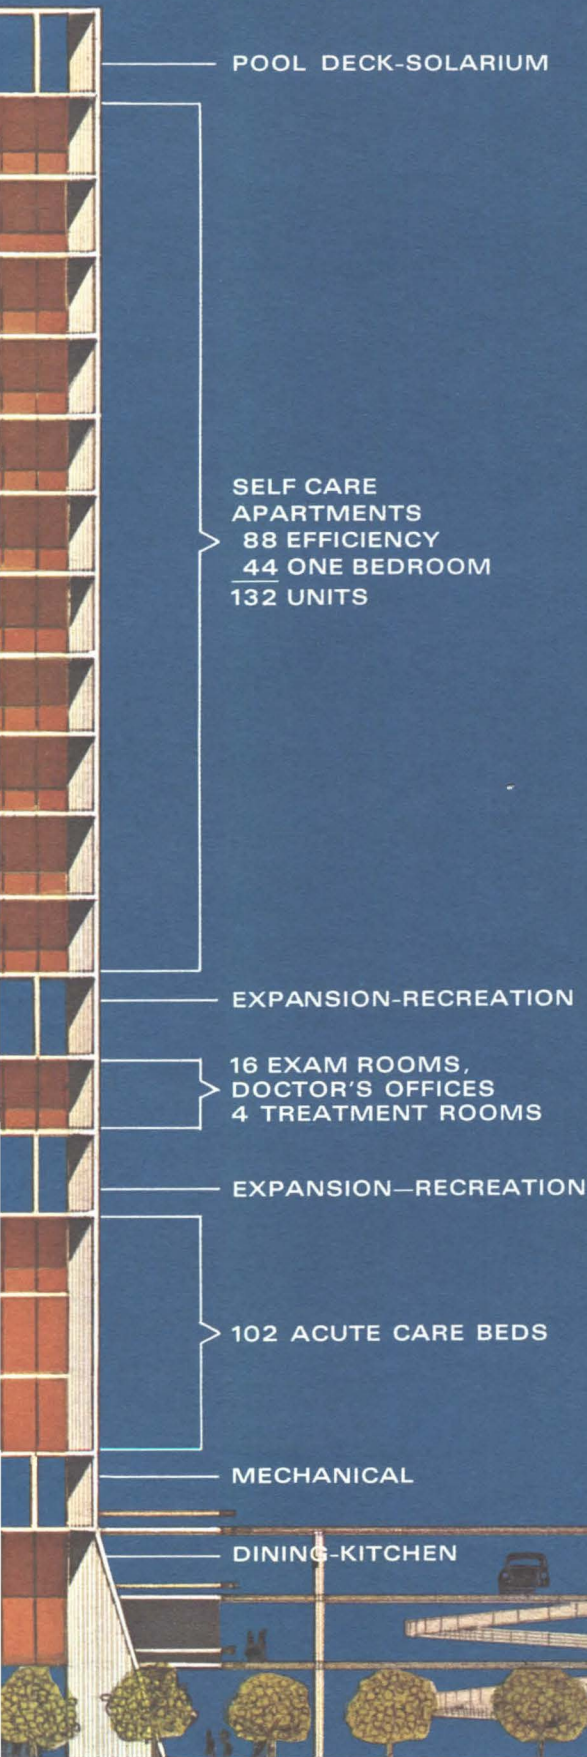 POOL DECK-SOLARIUM
SELF CARE
APARTMENTS
88 EFFICIENCY
44 ONE BEDROOM
132 UNITS
EXPANSION-RECREATION
16 EXAM ROOMS,
DOCTOR'S OFFICES
4 TREATMENT ROOMS
EXPANSION—RECREATION
102 ACUTE CARE BEDS
MECHANICAL
DINING-KITCHEN